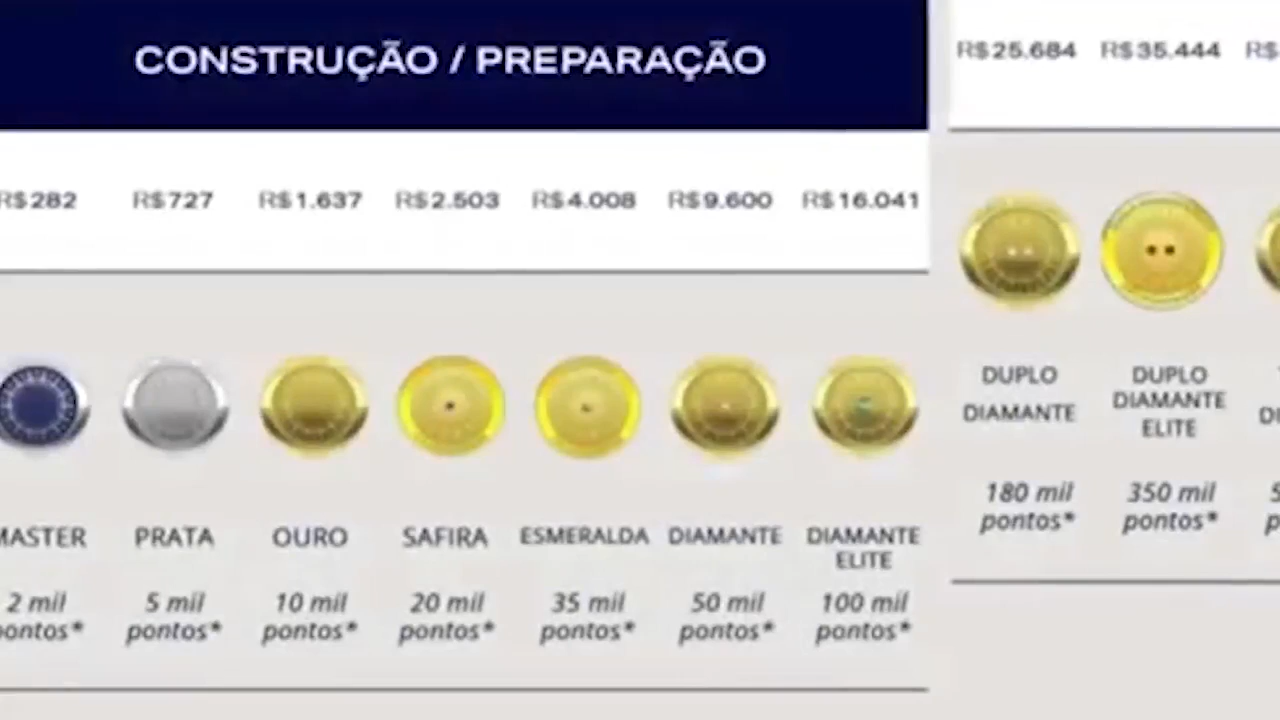 CONSTRUÇÃO / PREPARAÇÃO
R$282 R$727 R$1.637 R$2.503 R$4.008 R$9.600 R$16.041
MASTER PRATA OURO SAFIRA ESMERALDA DIAMANTE DIAMANTE
ELITE
2 mil 5 mil 10 mil 20 mil 35 mil 50 mil 100 mil
pontos* pontos* pontos* pontos* pontos* pontos* pontos*
R$25.684 R$35.444 R$
DUPLO DUPLO
DIAMANTE DIAMANTE
ELITE
180 mil 350 mil
pontos* pontos*